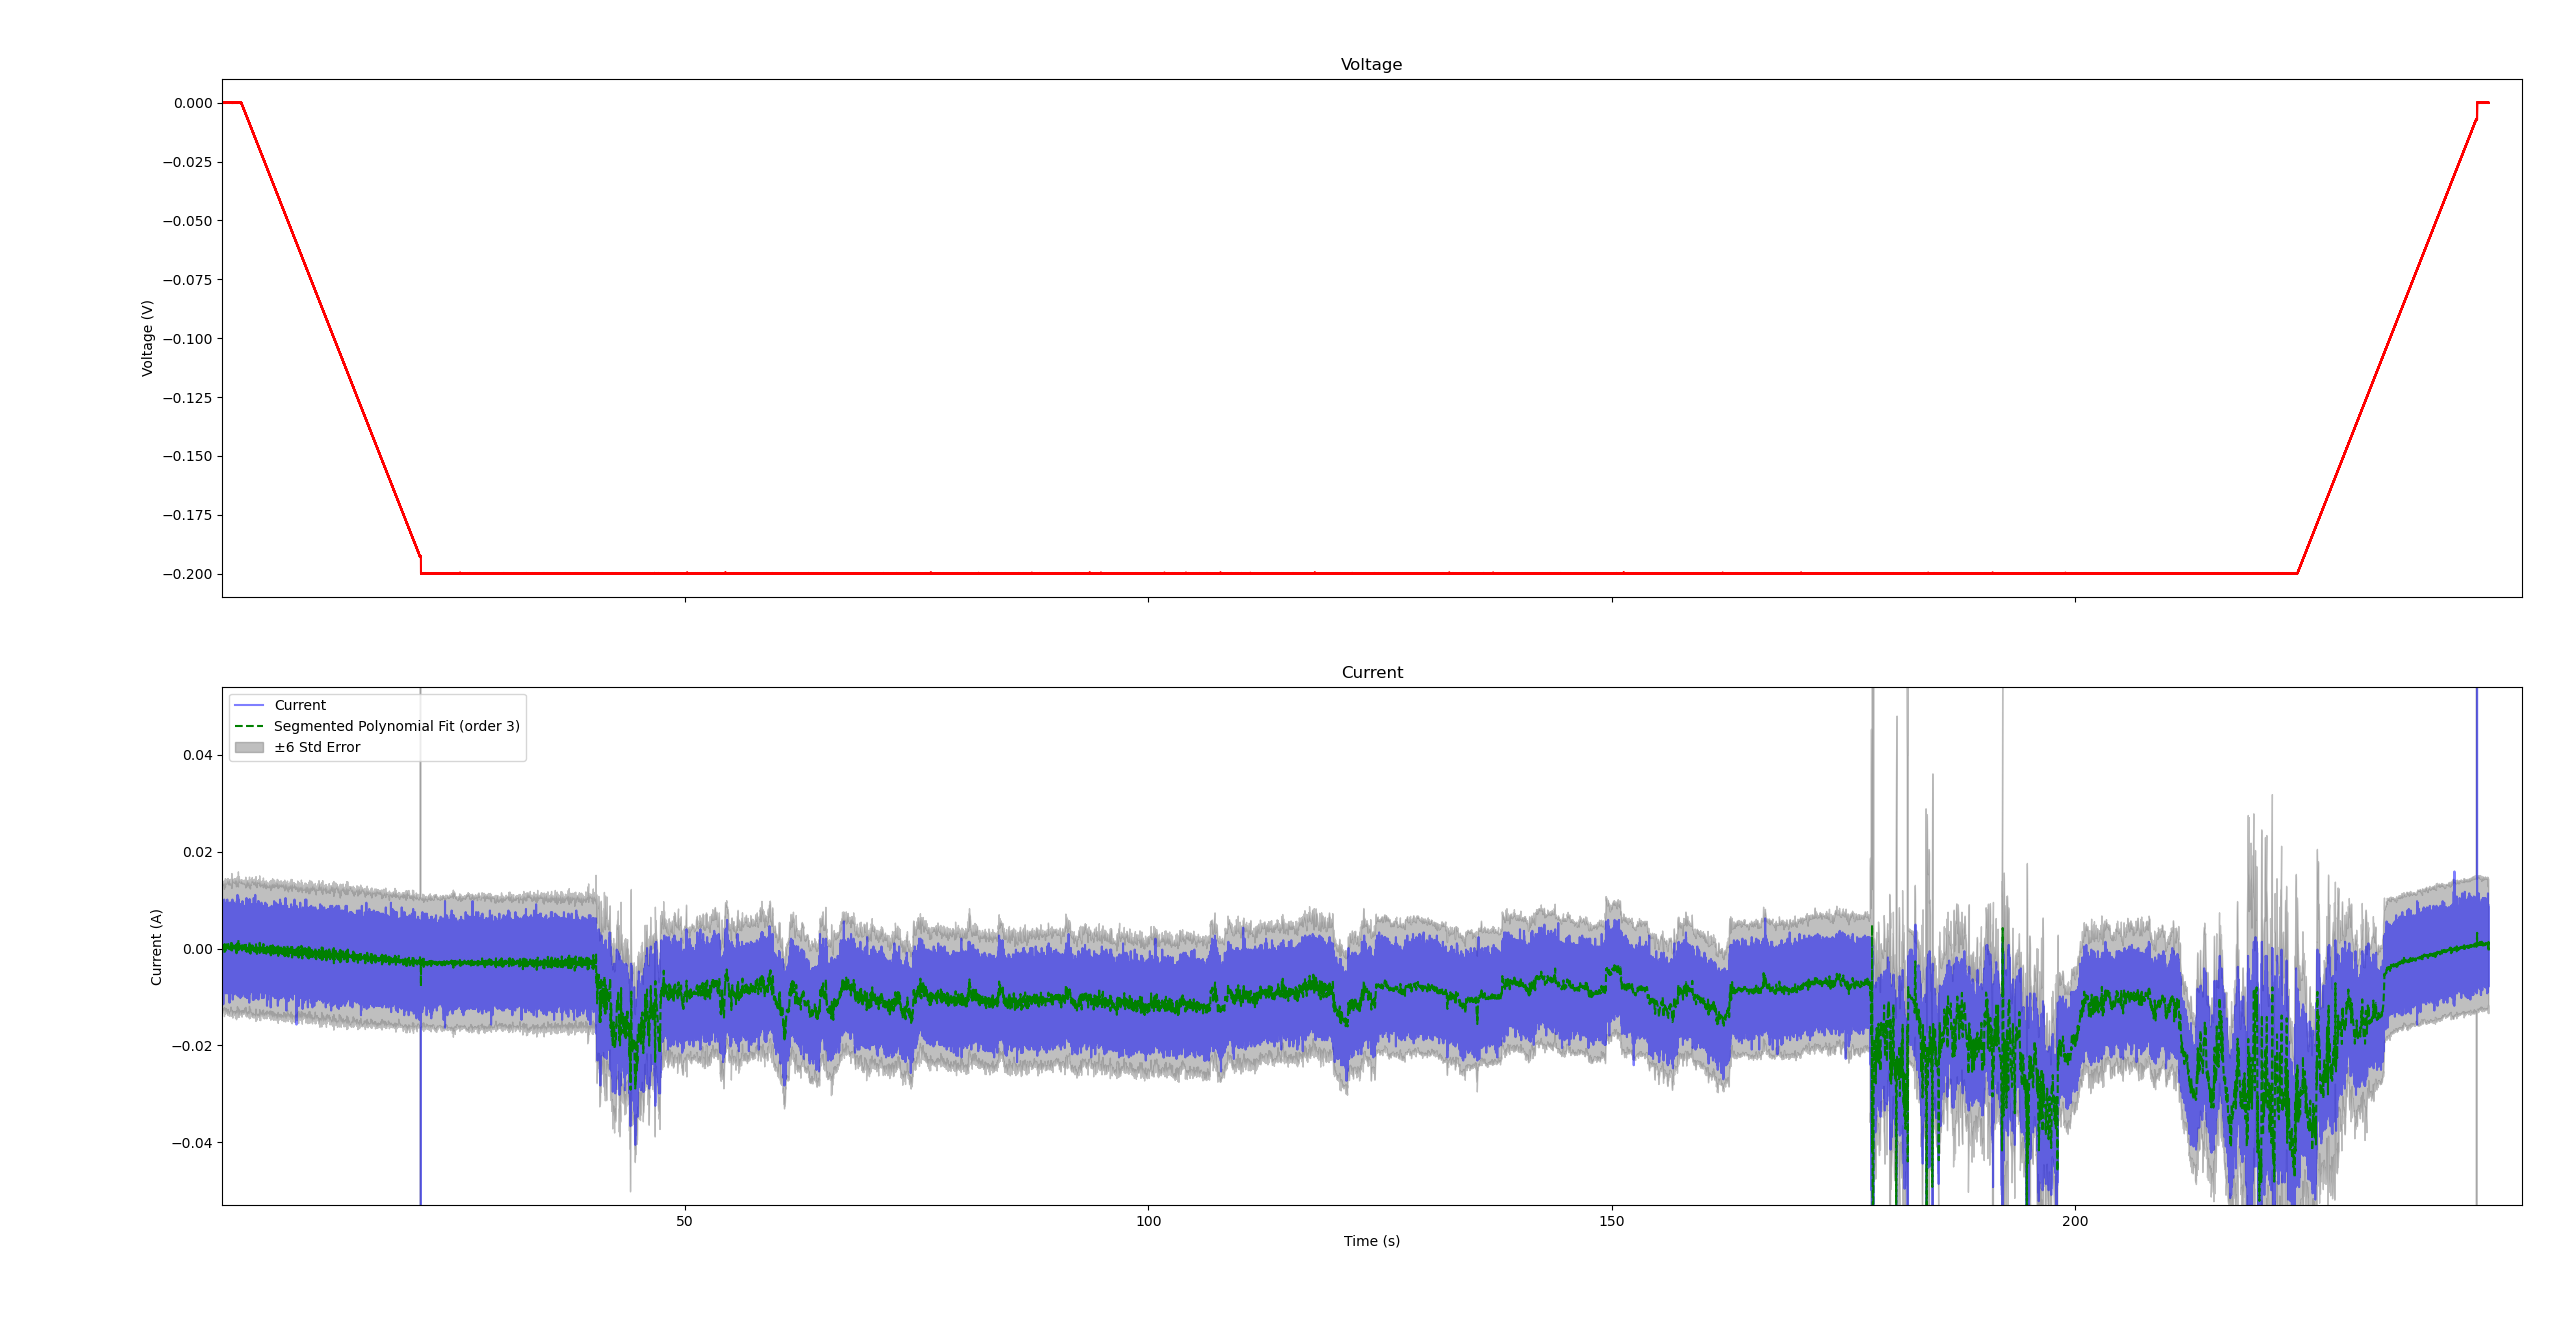 Voltage
0.000
−0.025
−0.050
−0.075
−0.100
−0.125
−0.150
−0.175
−0.200
Voltage (V)
Current
Current
Segmented Polynomial Fit (order 3)
±6 Std Error
0.04
0.02
0.00
−0.02
−0.04
Current (A)
50
100
150
200
Time (s)